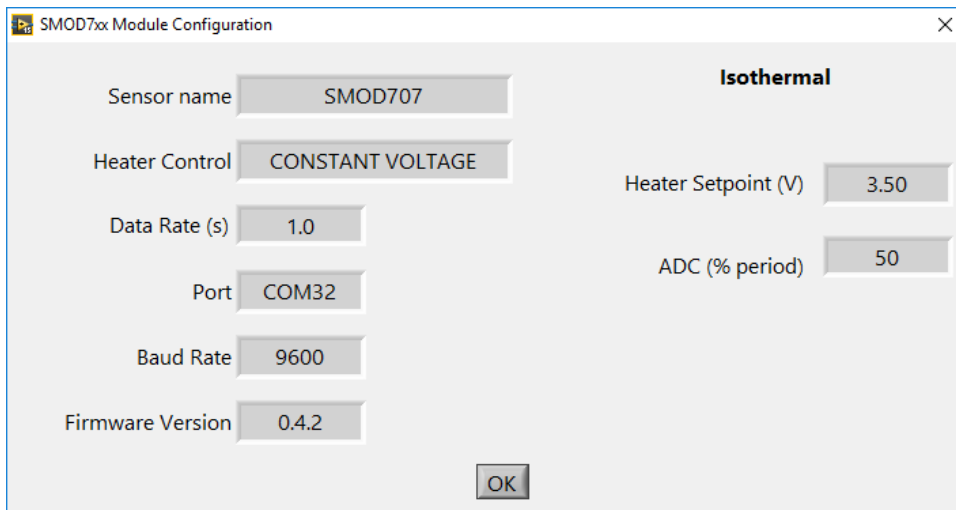 SMOD7xx Module Configuration
Isothermal
Sensor name SMOD707
Heater Control CONSTANT VOLTAGE
Heater Setpoint (V) 3.50
Data Rate (s) 1.0
ADC (% period) 50
Port COM32
Baud Rate 9600
Firmware Version 0.4.2
OK